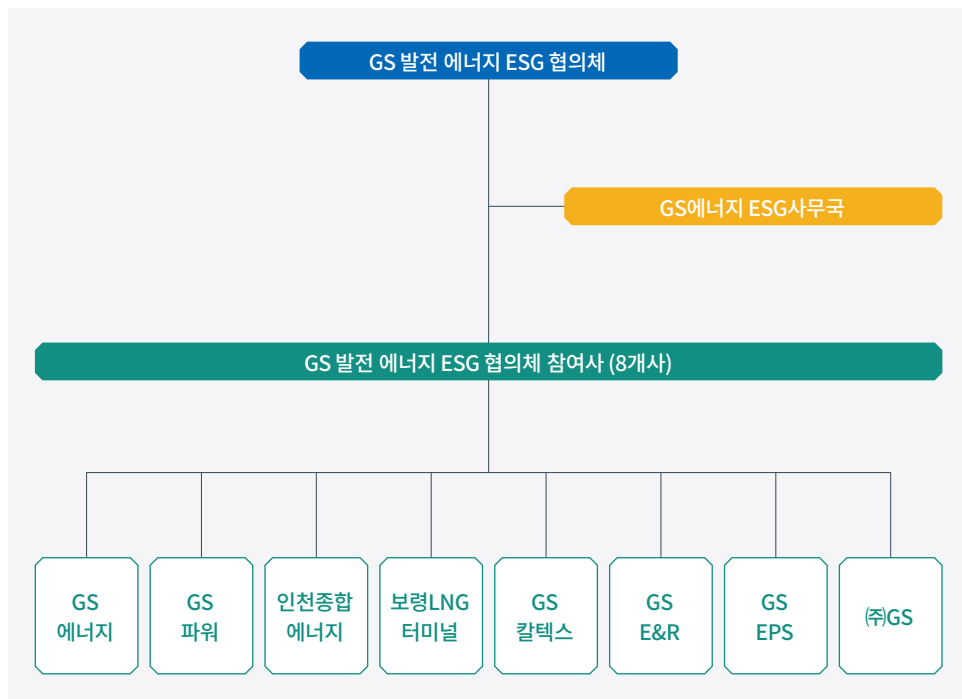 GS 발전 에너지 ESG 협의체
GS에너지 ESG사무국
GS 발전 에너지 ESG 협의체 참여사 (8개사)
GS
에너지
GS
파워
인천종합
에너지
보령LNG
터미널
GS
칼텍스
GS
E&R
GS
EPS
㈜GS